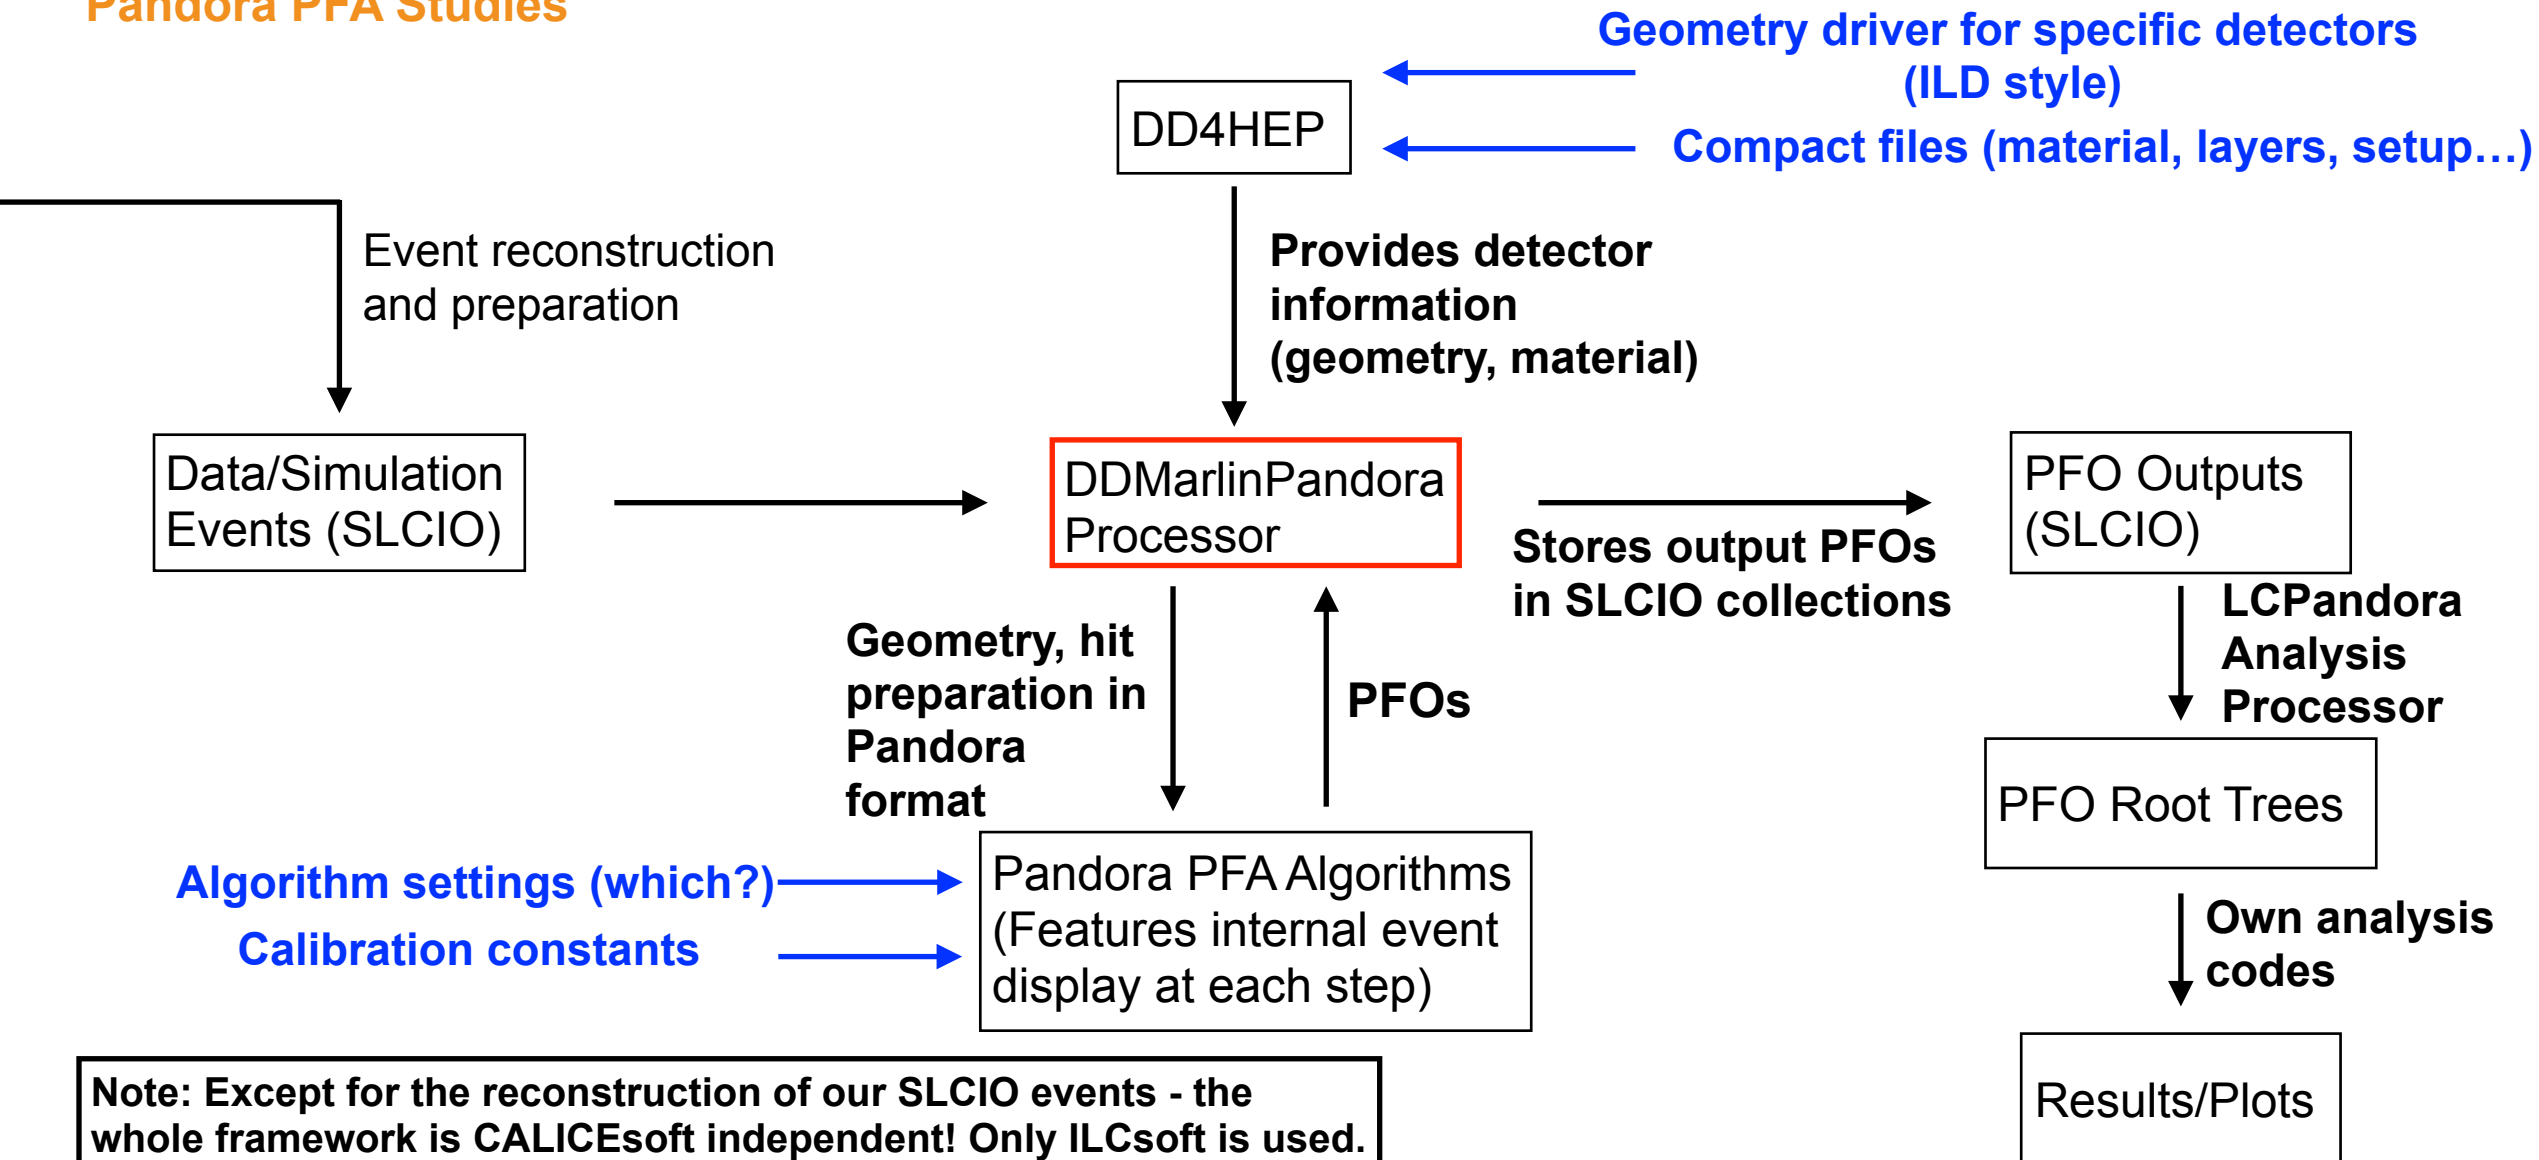 Pandora PFA Studies
Geometry driver for specific detectors
(ILD style)
DD4HEP
Compact files (material, layers, setup…)
Event reconstruction
and preparation
Provides detector
information
(geometry, material)
Data/Simulation
Events (SLCIO)
DDMarlinPandora
Processor
Stores output PFOs
in SLCIO collections
PFO Outputs
(SLCIO)
LCPandora
Analysis
Processor
Geometry, hit
preparation in
Pandora
format
PFOs
PFO Root Trees
Algorithm settings (which?)
Calibration constants
Pandora PFA Algorithms
(Features internal event
display at each step)
Own analysis
codes
Results/Plots
Note: Except for the reconstruction of our SLCIO events - the
whole framework is CALICEsoft independent! Only ILCsoft is used.